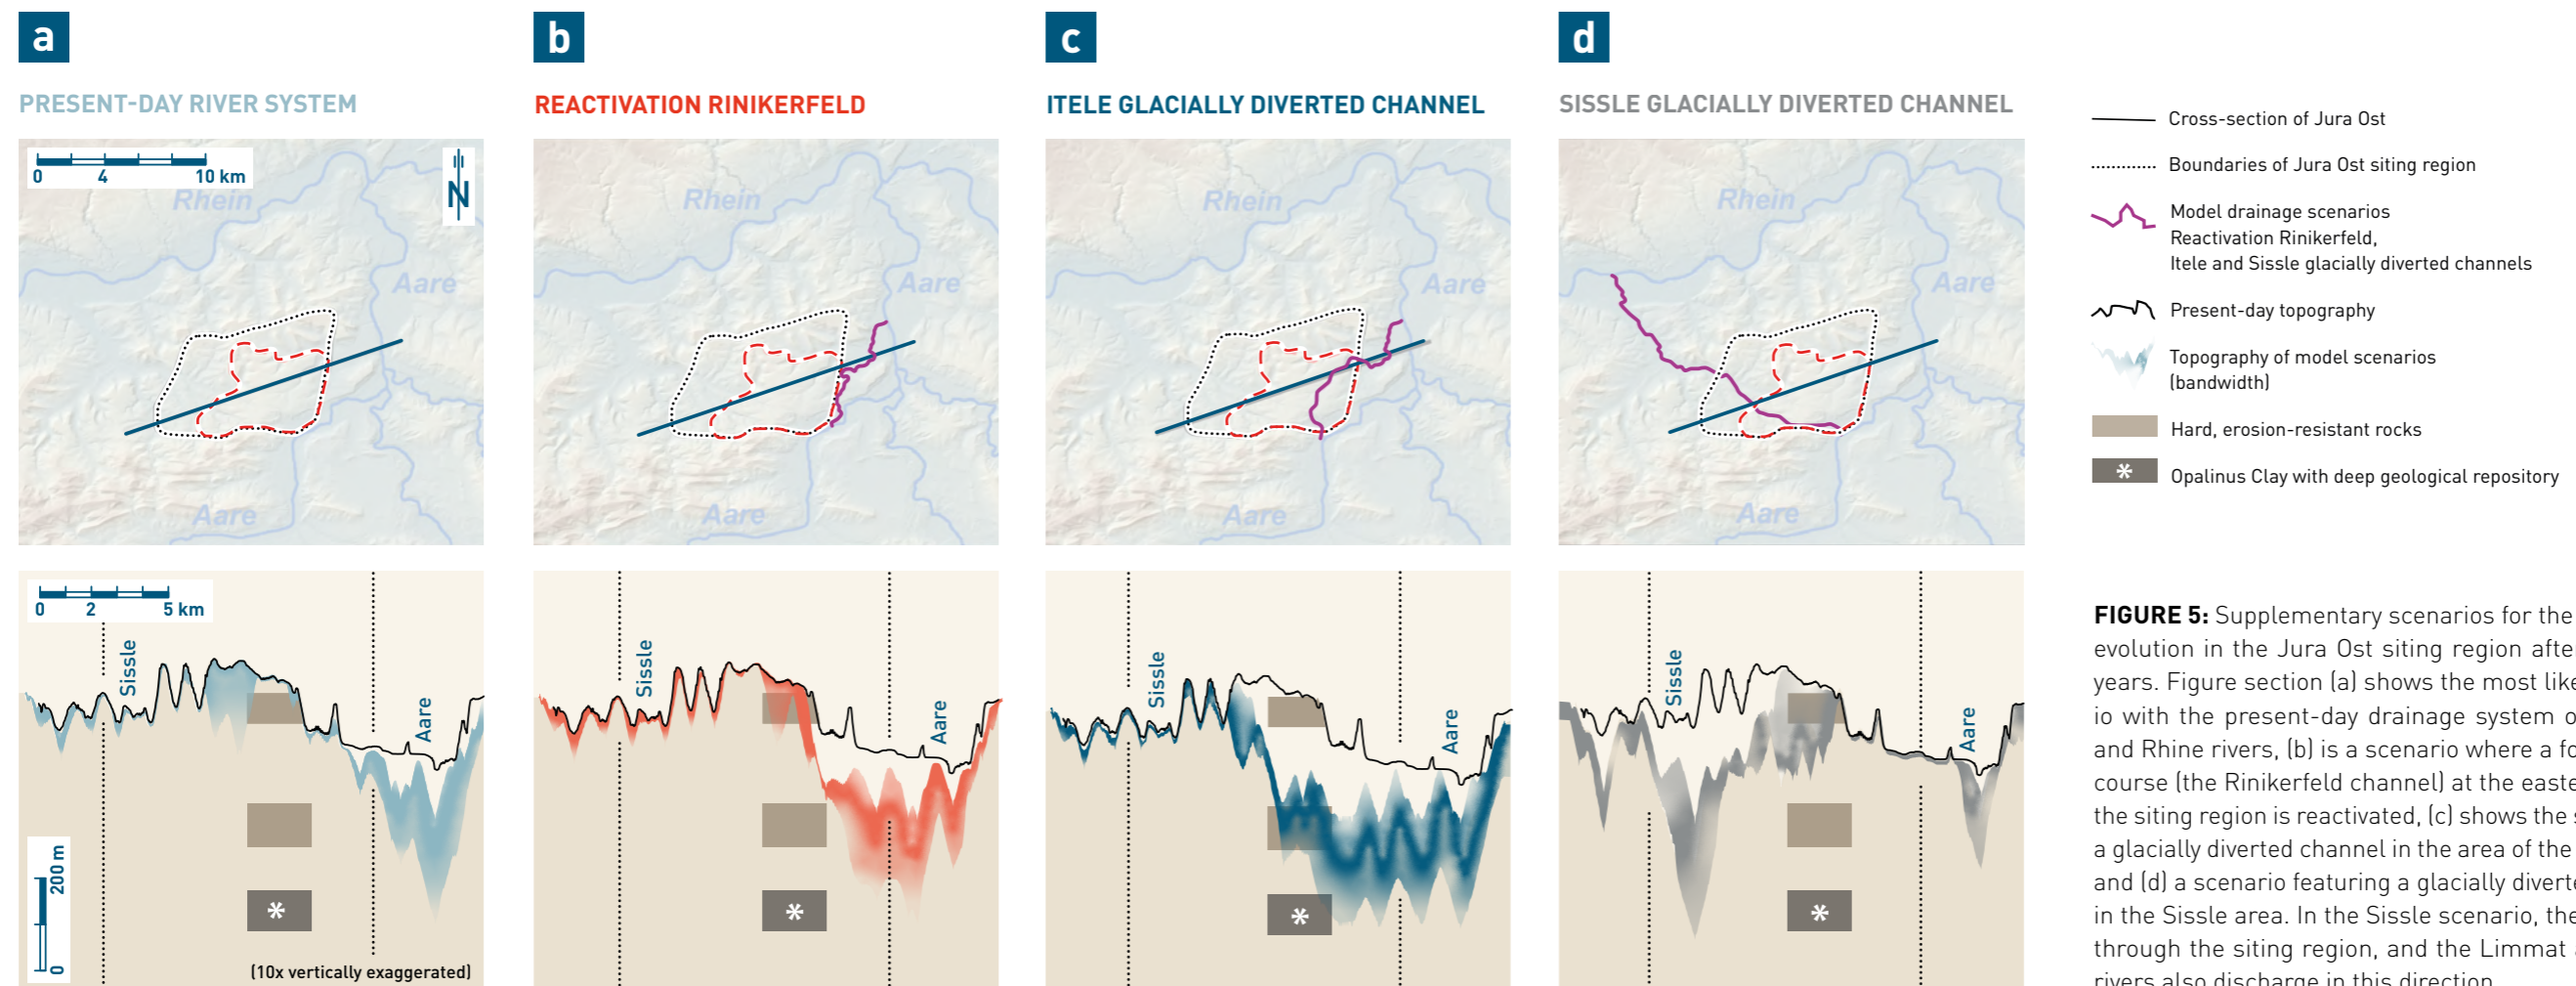 a
PRESENT-DAY RIVER SYSTEM
0 4 10 km
N
Rhein
Aare
Aare
0 2 5 km
Sissle
Aare
200 m
0
*
(10x vertically exaggerated)
b
REACTIVATION RINIKERFELD
Rhein
Aare
Aare
Sissle
Aare
*
c
ITELE GLACIALLY DIVERTED CHANNEL
Rhein
Aare
Aare
Sissle
Aare
*
d
SISSLE GLACIALLY DIVERTED CHANNEL
Rhein
Aare
Aare
Sissle
Aare
*
Cross-section of Jura Ost
Boundaries of Jura Ost siting region
Model drainage scenarios
Reactivation Rinikerfeld,
Itele and Sissle glacially diverted channels
Present-day topography
Topography of model scenarios
(bandwidth)
Hard, erosion-resistant rocks
*
Opalinus Clay with deep geological repository
FIGURE 5: Supplementary scenarios for the
evolution in the Jura Ost siting region after
years. Figure section (a) shows the most like
io with the present-day drainage system o
and Rhine rivers, (b) is a scenario where a fo
course (the Rinikerfeld channel) at the easte
the siting region is reactivated, (c) shows the s
a glacially diverted channel in the area of the
and (d) a scenario featuring a glacially diverte
in the Sissle area. In the Sissle scenario, the
through the siting region, and the Limmat
rivers also discharge in this direction.